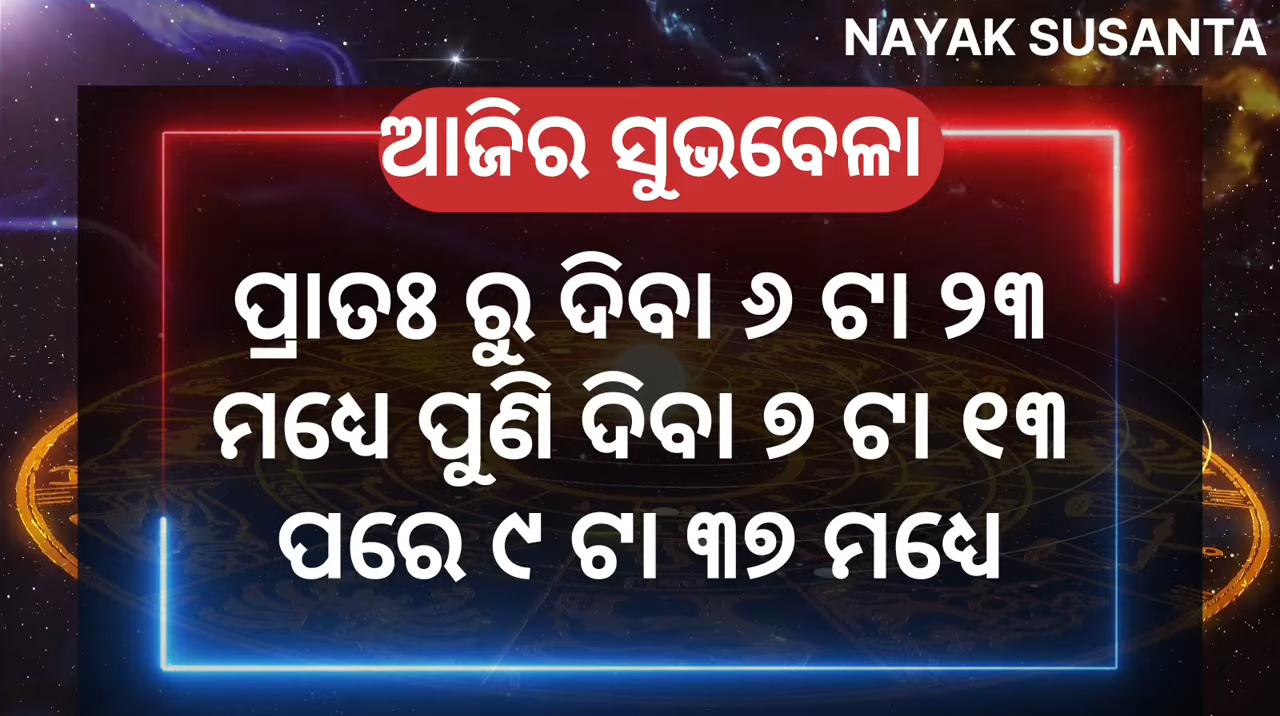 NAYAK SUSANTA
ଆଜିର ସୁଭବେଳା
ପ୍ରାତଃ ରୁ ଦିବା ୬ ଟା ୨୩
ମଧ୍ୟେ ପୁଣି ଦିବା ୭ ଟା ୧୩
ପରେ ୯ ଟା ୩୭ ମଧ୍ୟେ